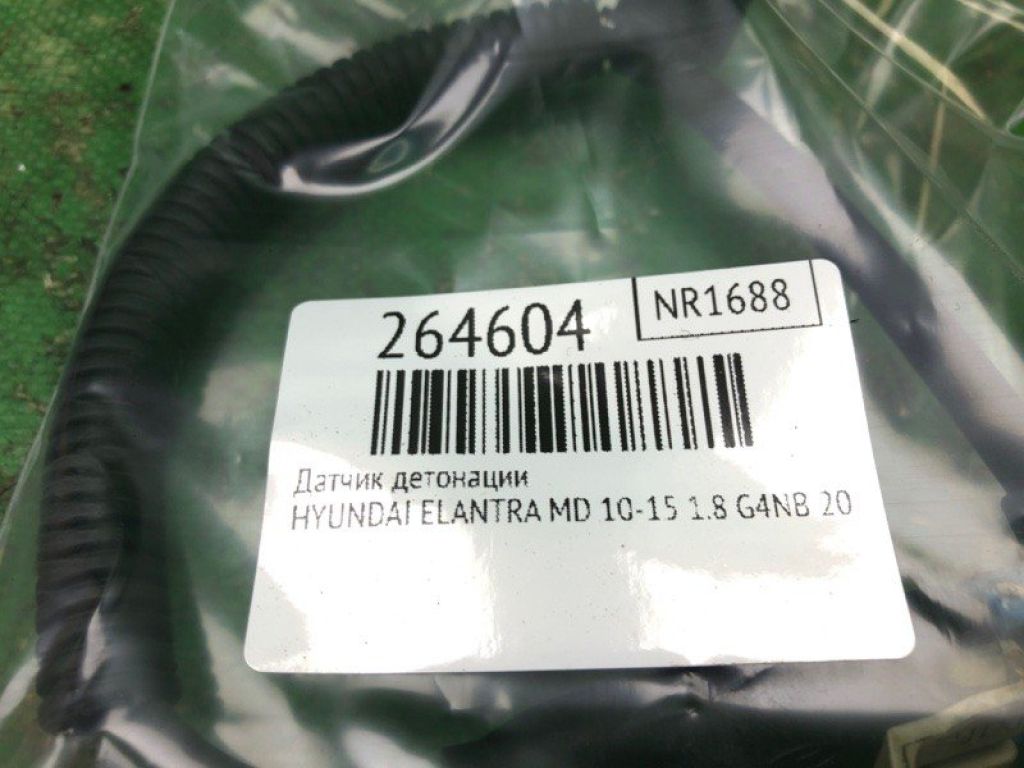 264604
NR1688
Датчик детонации
HYUNDAI ELANTRA MD 10-15 1.8 G4NB 20